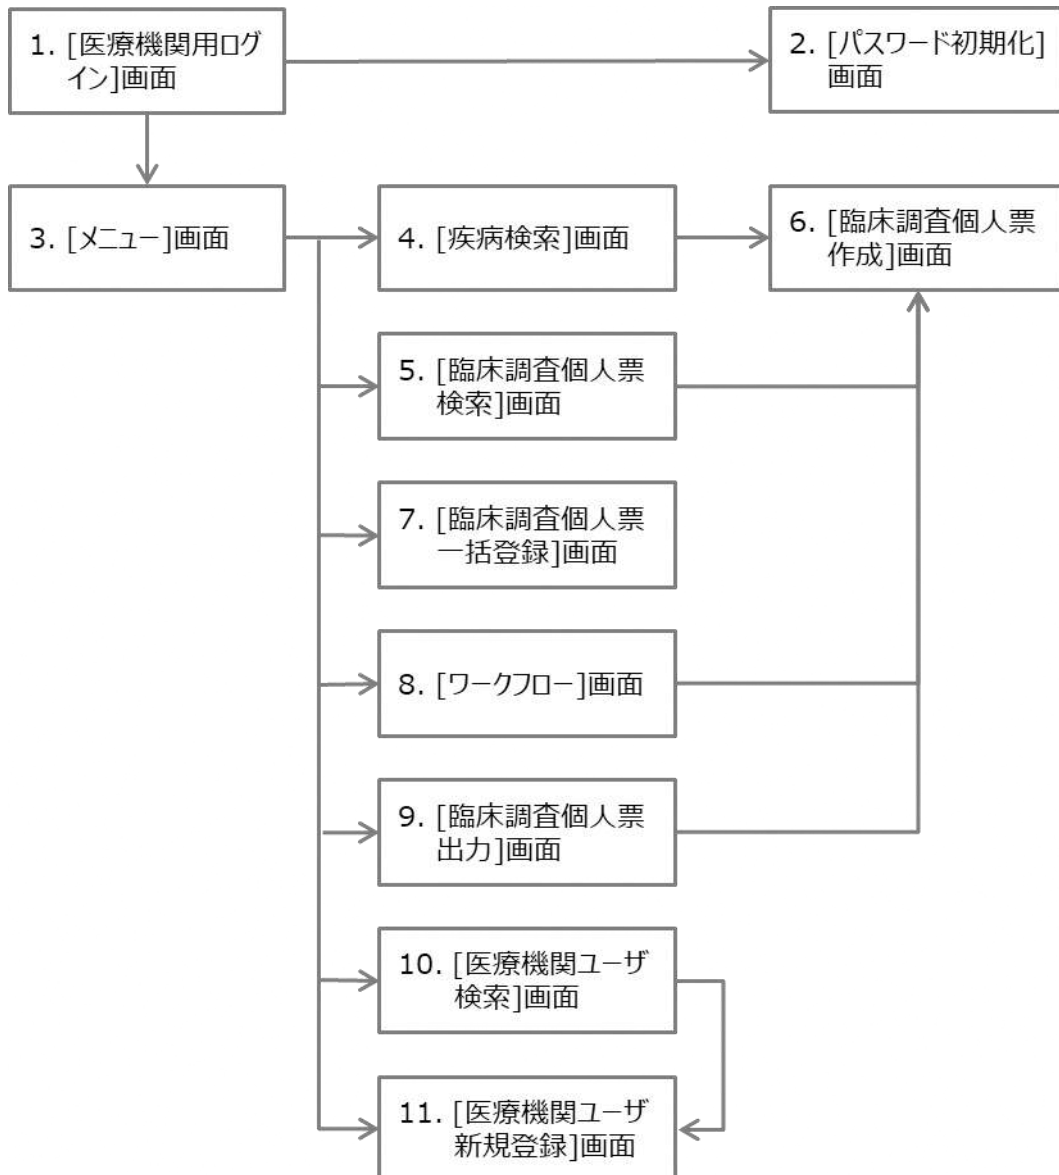 1. [医療機関用ログ
イン]画面
2. [パスワード初期化]
画面
3. [メニュー]画面
4. [疾病検索]画面
6. [臨床調査個人票
作成]画面
5. [臨床調査個人票
検索]画面
7. [臨床調査個人票
一括登録]画面
8. [ワークフロー]画面
9. [臨床調査個人票
出力]画面
10. [医療機関ユーザ
検索]画面
11. [医療機関ユーザ
新規登録]画面